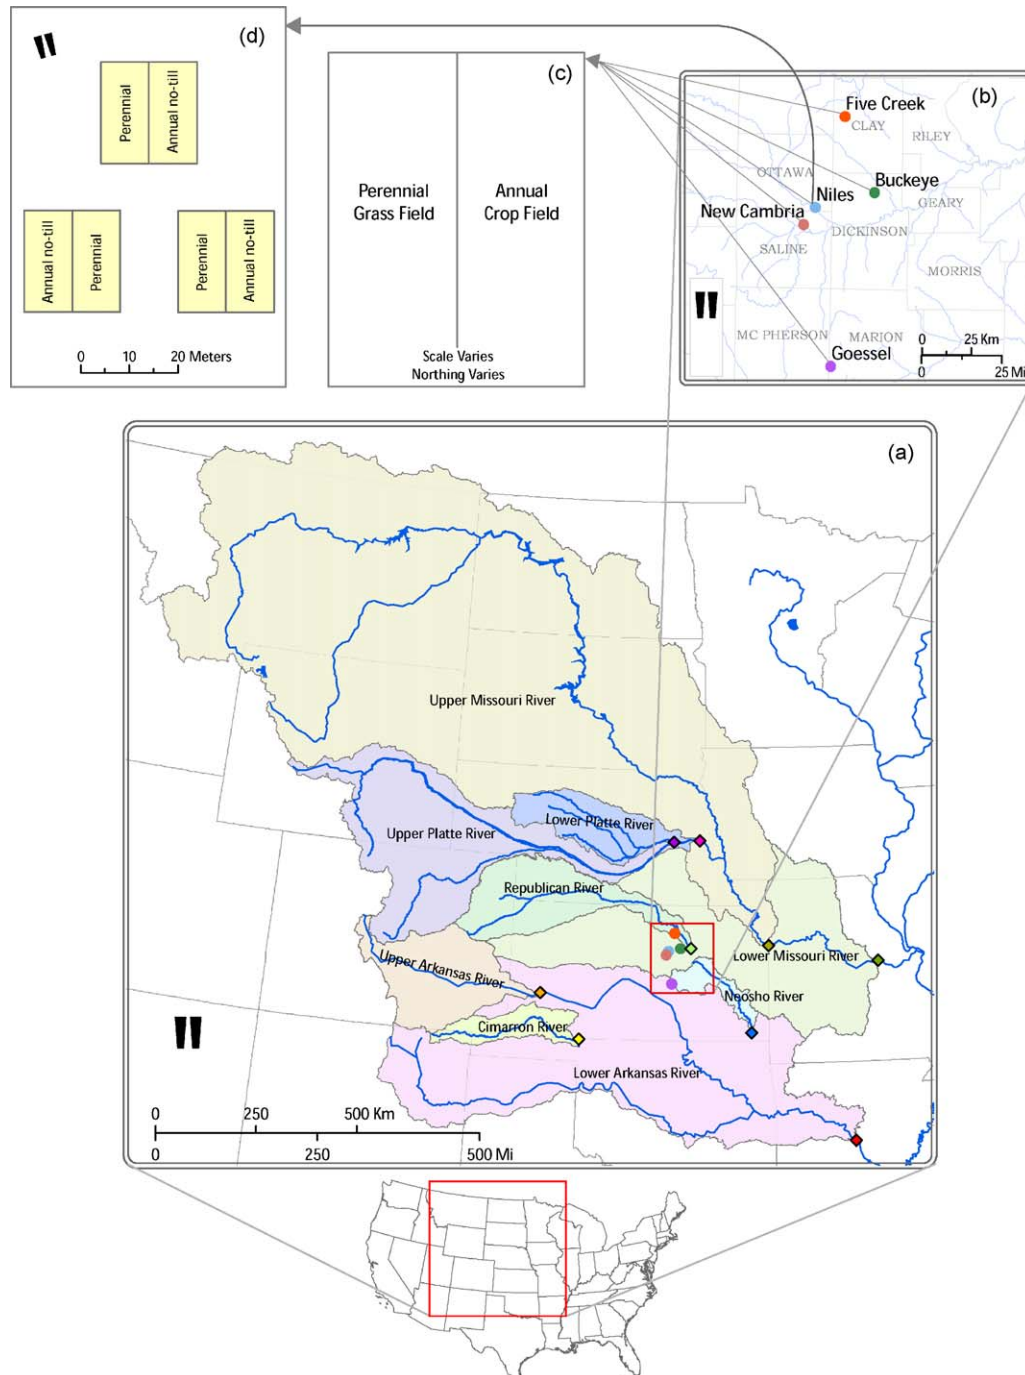 (d)
Perennial
Annual no-till
Annual no-till
Perennial
Perennial
Annual no-till
0 10 20 Meters
(c)
Perennial
Grass Field
Annual
Crop Field
Scale Varies
Northing Varies
(b)
Five Creek
CLAY
RILEY
OTTAWA
Buckeye
Niles
GEARY
New Cambria
DICKINSON
SALINE
MORRIS
MC PHERSON
MARION
Goessel
0 25 Km
0 25 Mi
(a)
Upper Missouri River
Lower Platte River
Upper Platte River
Republican River
Lower Missouri River
Upper Arkansas River
Neosho River
Cimarron River
Lower Arkansas River
0 250 500 Km
0 250 500 Mi